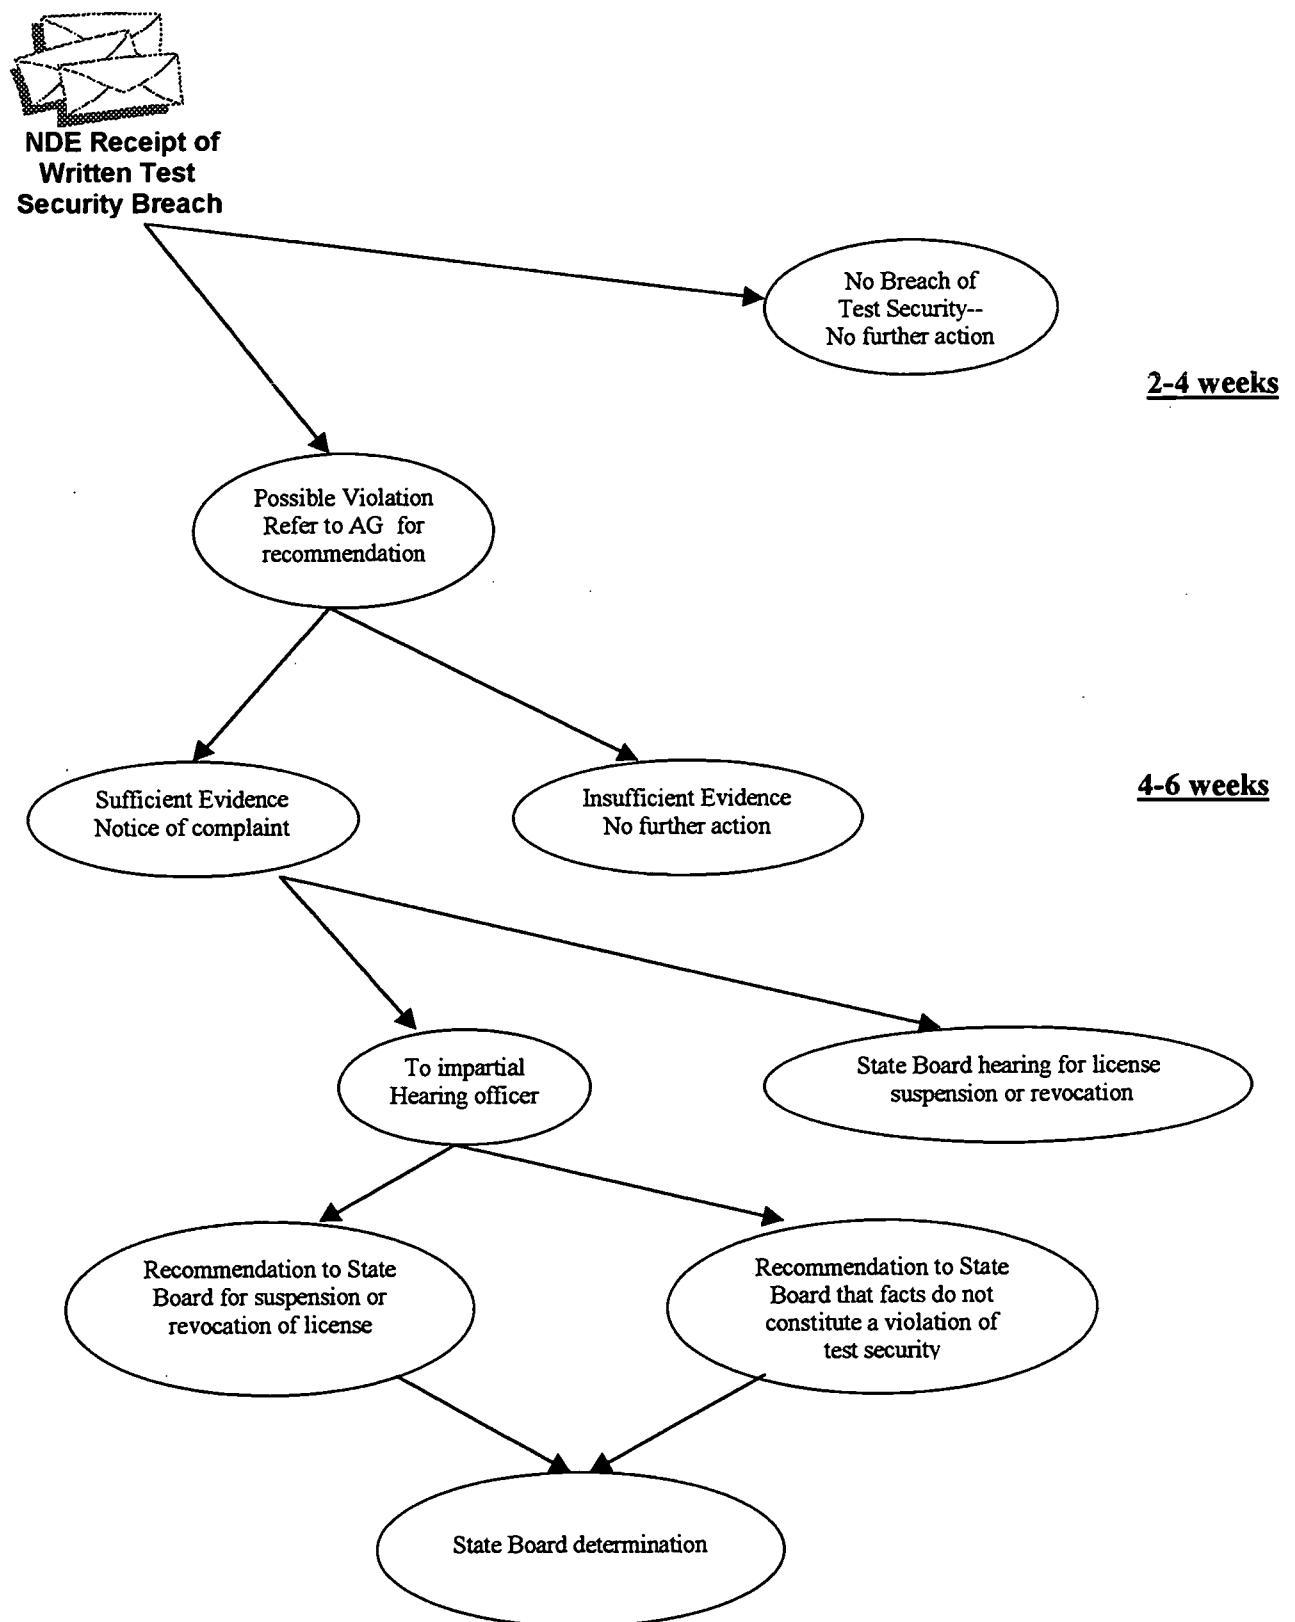 NDE Receipt of
Written Test
Security Breach
No Breach of
Test Security--
No further action
2-4 weeks
Possible Violation
Refer to AG for
recommendation
Sufficient Evidence
Notice of complaint
Insufficient Evidence
No further action
4-6 weeks
To impartial
Hearing officer
State Board hearing for license
suspension or revocation
Recommendation to State
Board for suspension or
revocation of license
Recommendation to State
Board that facts do not
constitute a violation of
test security
State Board determination